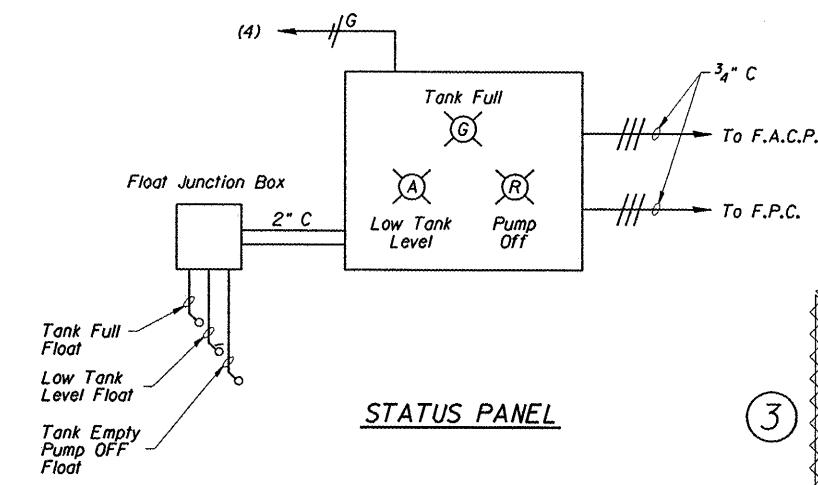 (4)
G
3/4" C
Tank Full
G
To F.A.C.P.
Float Junction Box
A
R
2" C
Low Tank
Level
Pump
Off
To F.P.C.
Tank Full
Float
Low Tank
Level Float
Tank Empty
Pump OFF
Float
STATUS PANEL
3